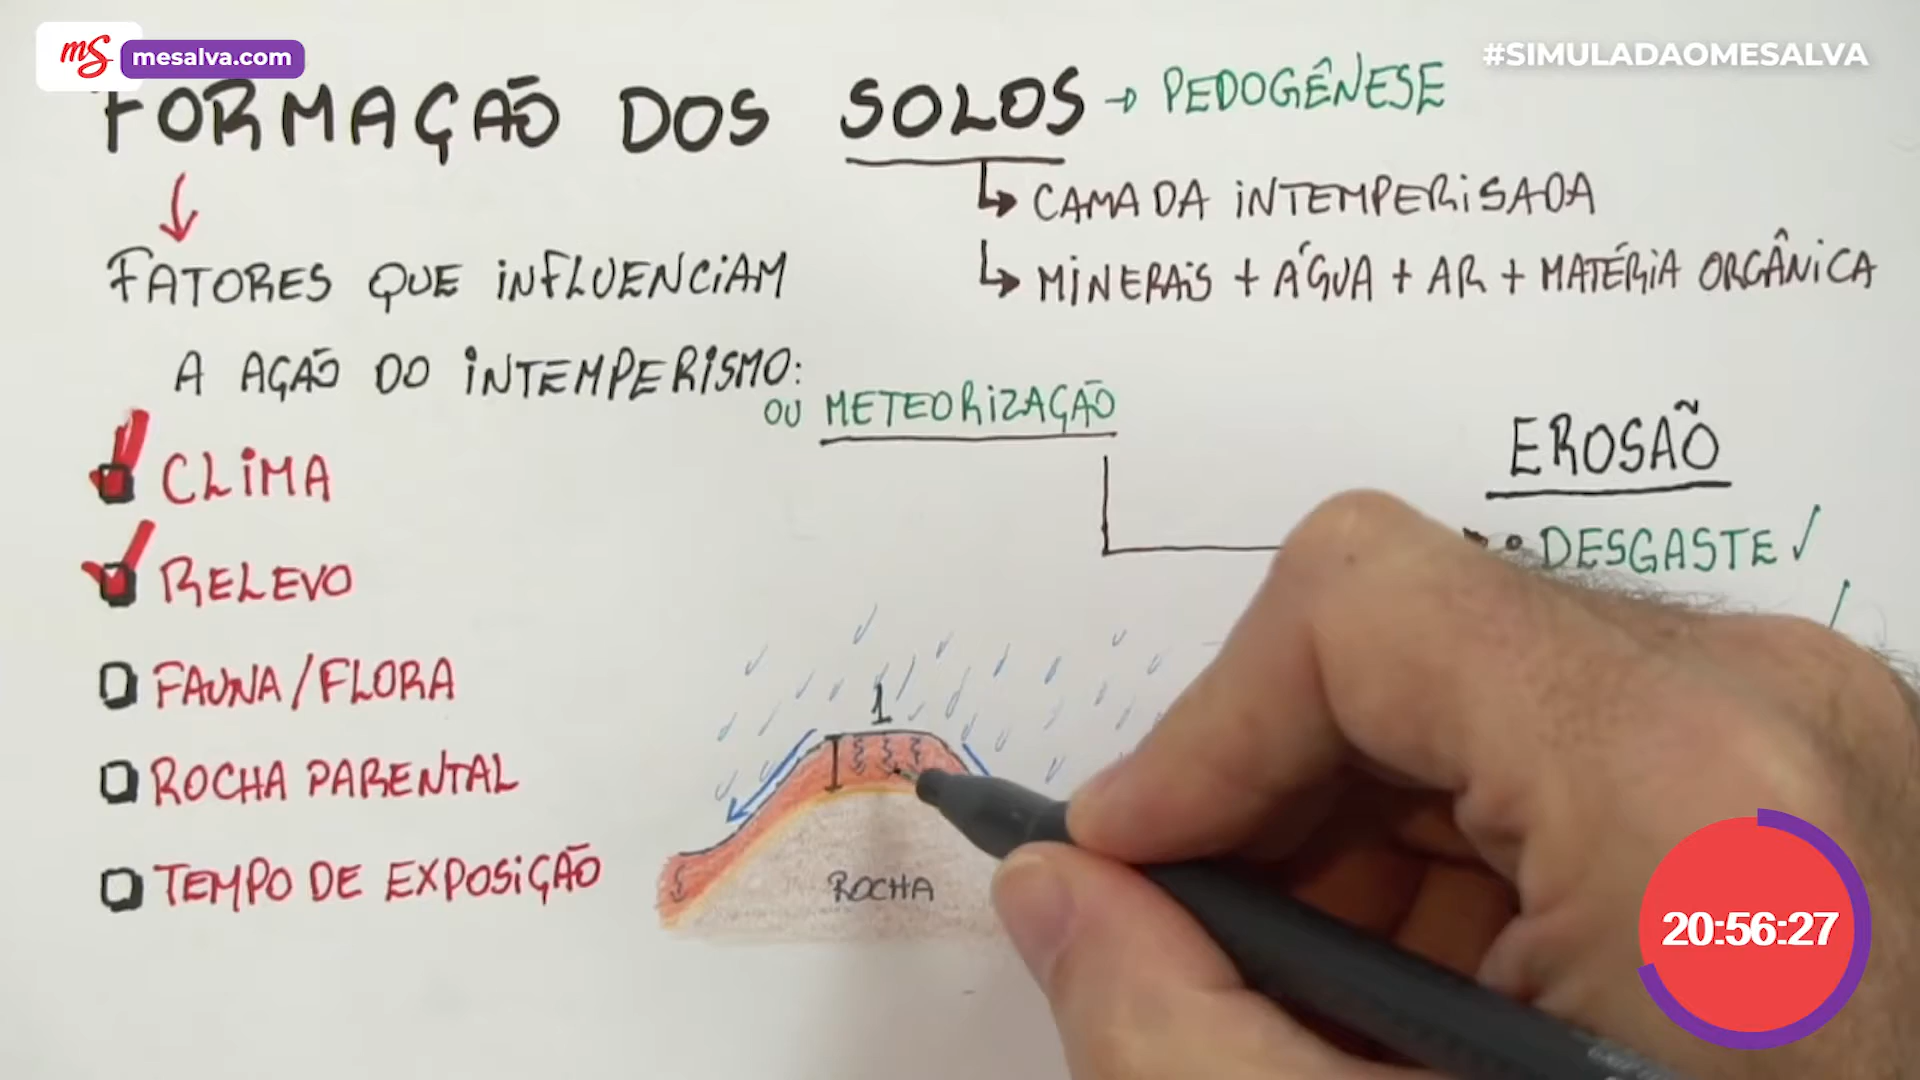 mS mesalva.com
#SIMULADAOMESALVA
FORMAÇÃO DOS SOLOS → PEDOGÊNESE
CAMADA INTEMPERISADA
MINERAIS + ÁGUA + AR + MATÉRIA ORGÂNICA
FATORES QUE INFLUENCIAM
A AÇÃO DO INTEMPERISMO:
OU METEORIZAÇÃO
EROSÃO
• DESGASTE ✓
CLIMA
RELEVO
FAUNA/FLORA
ROCHA PARENTAL
TEMPO DE EXPOSIÇÃO
1
ROCHA
20:56:27